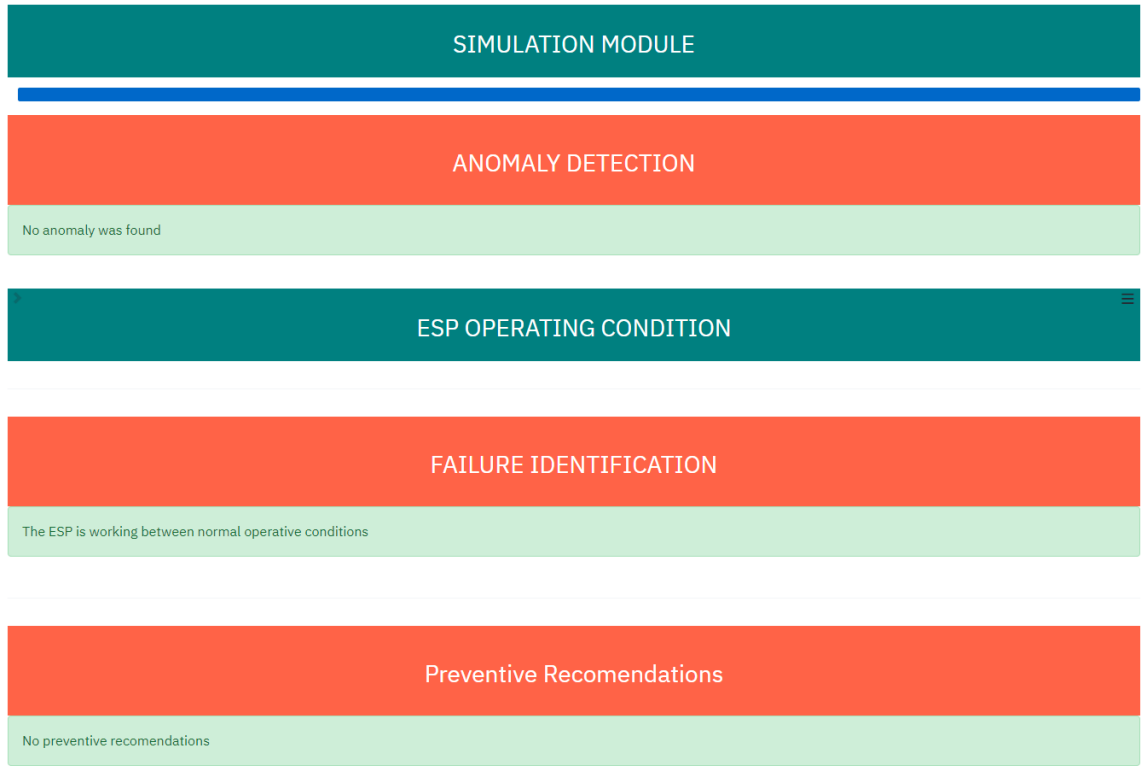 SIMULATION MODULE
ANOMALY DETECTION
No anomaly was found
ESP OPERATING CONDITION
FAILURE IDENTIFICATION
The ESP is working between normal operative conditions
Preventive Recomendations
No preventive recomendations